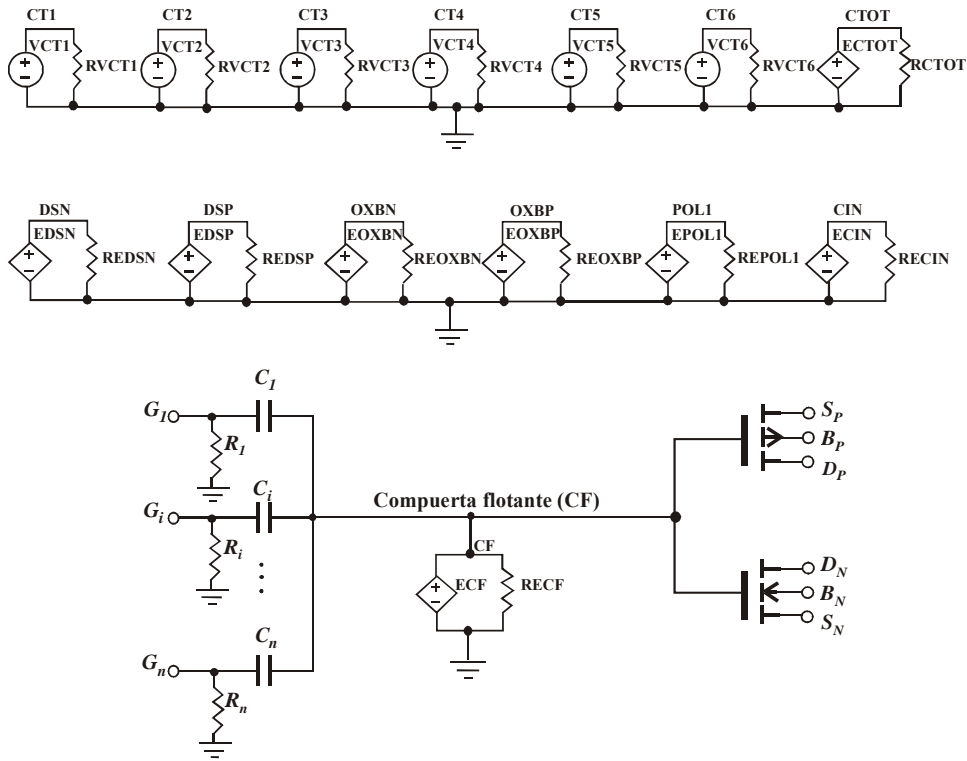 CT1 CT2 CT3 CT4 CT5 CT6 CTOT
VCT1 VCT2 VCT3 VCT4 VCT5 VCT6 ECTOT
RVCT1 RVCT2 RVCT3 RVCT4 RVCT5 RVCT6 RCTOT
DSN DSP OXBN OXBP POL1 CIN
EDSN EDSP EOXBN EOXBP EPOL1 ECIN
REDSN REDSP REOXBN REOXBP REPOL1 RECIN
C1
G1
R1
SP
BP
DP
Ci
Gi
Ri
Compuerta flotante (CF)
CF
ECF RECF
DN
BN
SN
Cn
Gn
Rn